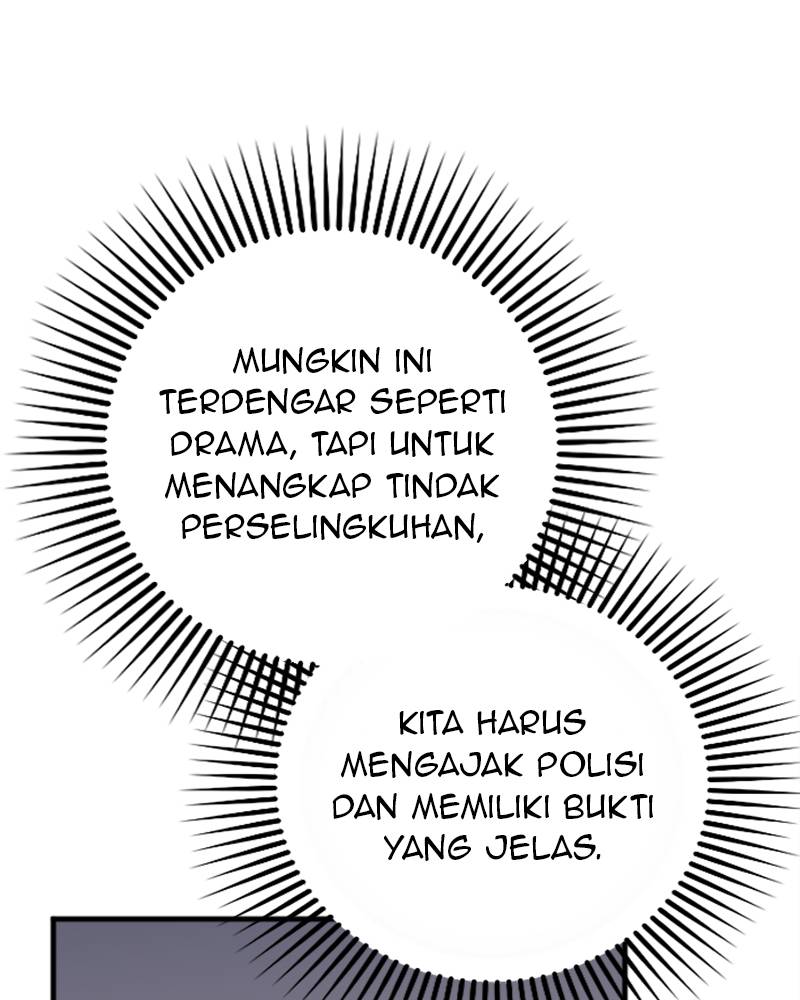 MUNGKIN INI
TERDENGAR SEPERTI
DRAMA, TAPI UNTUK
MENANGKAP TINDAK
PERSELINGKUHAN,
KITA HARUS
MENGAJAK POLISI
DAN MEMILIKI BUKTI
YANG JELAS.